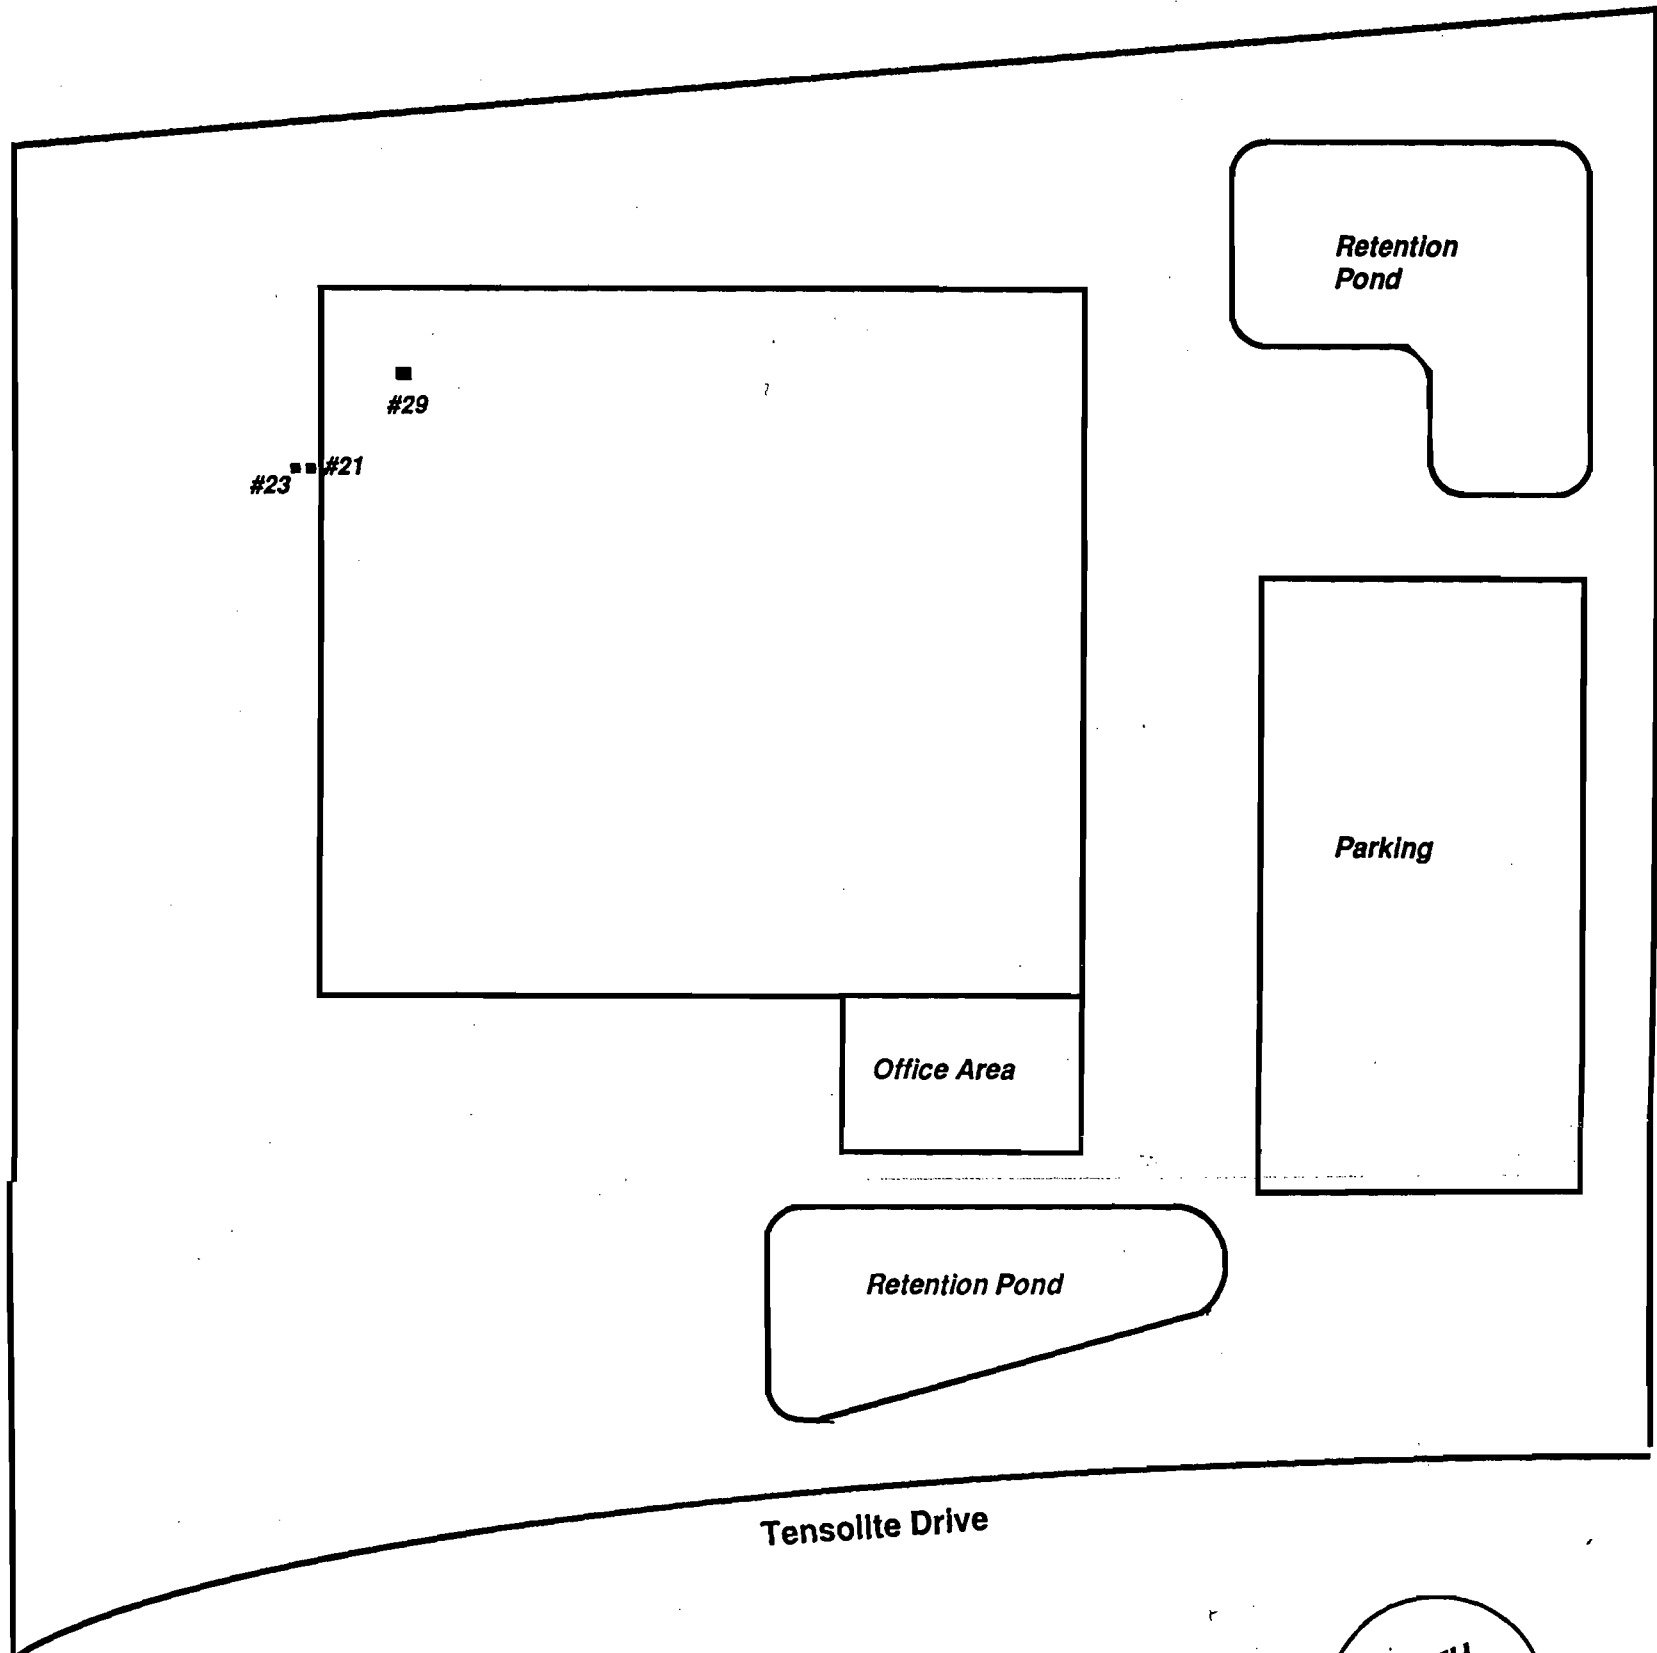 Retention
Pond
#29
#21
#23
Parking
Office Area
Retention Pond
Tensolite Drive